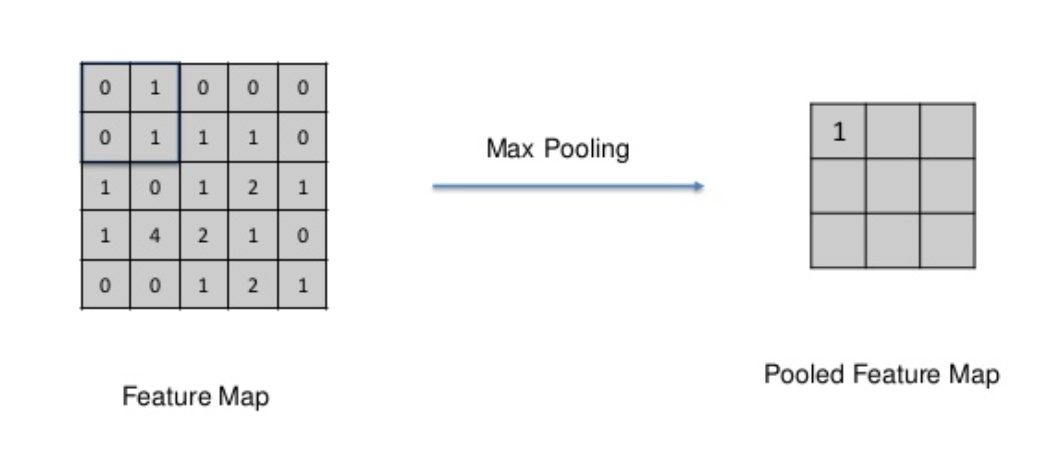 0 1 0 0 0
0 1 1 1 0
1 0 1 2 1
1 4 2 1 0
0 0 1 2 1
Feature Map
Max Pooling
1
Pooled Feature Map